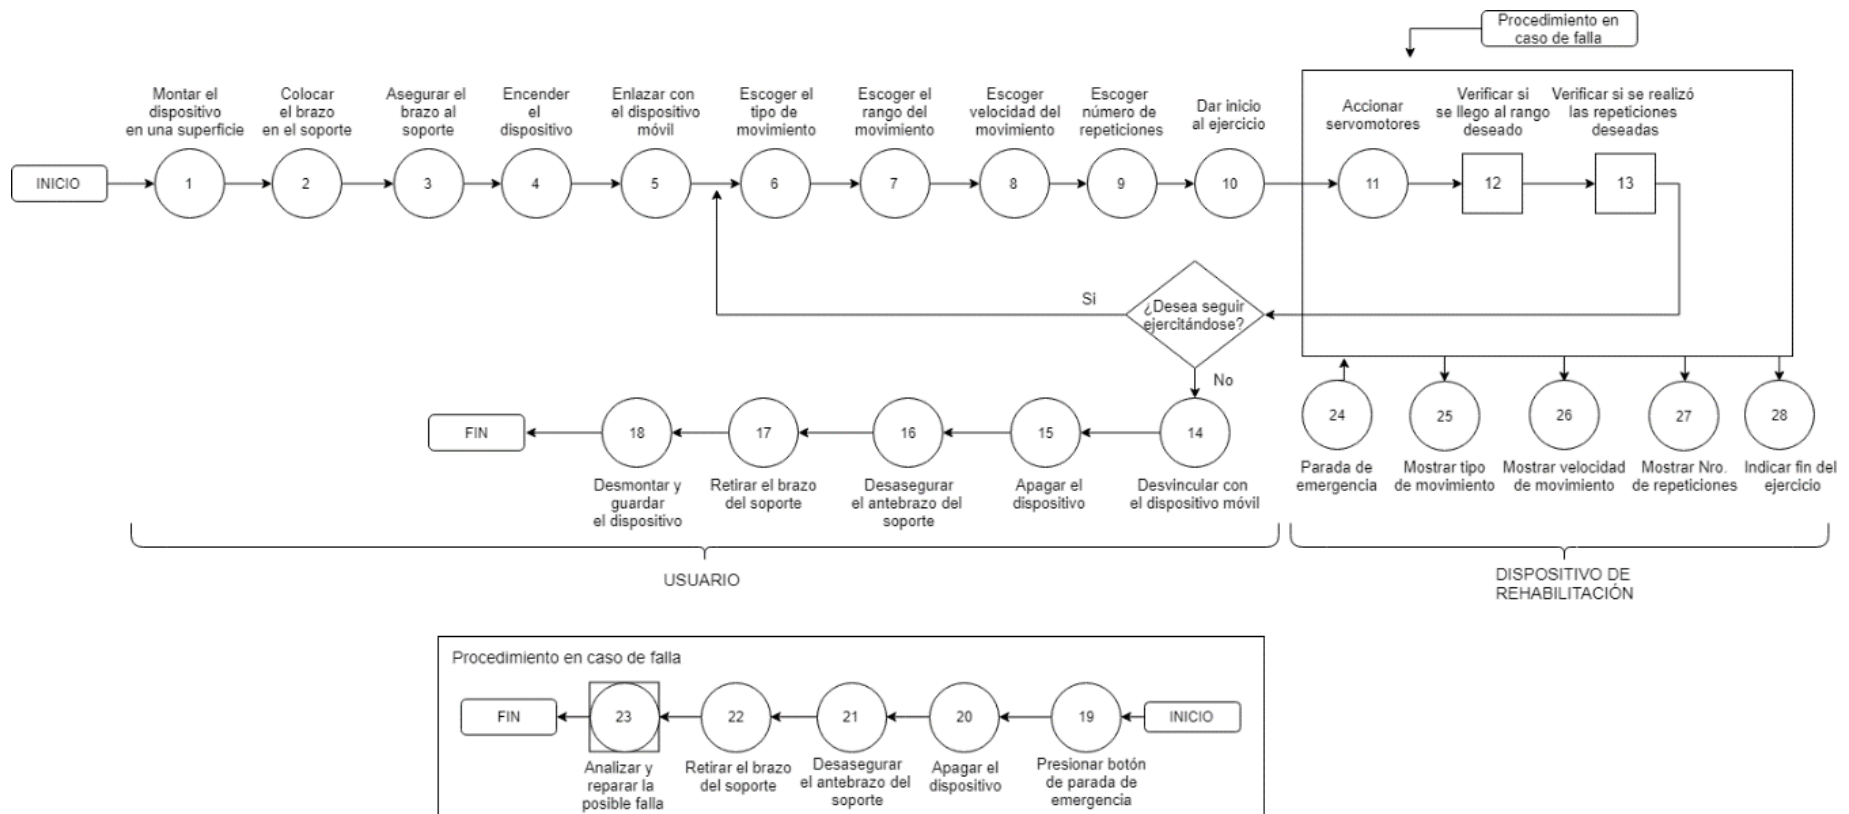 Procedimiento en
caso de falla
Montar el
dispositivo
en una superficie
Colocar
el brazo
en el soporte
Asegurar el
brazo al
soporte
Encender
el
dispositivo
Enlazar con
el dispositivo
móvil
Escoger el
tipo de
movimiento
Escoger el
rango del
movimiento
Escoger
velocidad del
movimiento
Escoger
número de
repeticiones
Dar inicio
al ejercicio
Accionar
servomotores
Verificar si
se llego al rango
deseado
Verificar si se realizó
las repeticiones
deseadas
INICIO
1
2
3
4
5
6
7
8
9
10
11
12
13
Si
¿Desea seguir
ejercitándose?
No
FIN
18
17
16
15
14
24
25
26
27
28
Desmontar y
guardar
el dispositivo
Retirar el brazo
del soporte
Desasegurar
el antebrazo del
soporte
Apagar el
dispositivo
Desvincular con
el dispositivo móvil
Parada de
emergencia
Mostrar tipo
de movimiento
Mostrar velocidad
de movimiento
Mostrar Nro.
de repeticiones
Indicar fin del
ejercicio
USUARIO
DISPOSITIVO DE
REHABILITACIÓN
Procedimiento en caso de falla
FIN
23
22
21
20
19
INICIO
Analizar y
reparar la
posible falla
Retirar el brazo
del soporte
Desasegurar
el antebrazo del
soporte
Apagar el
dispositivo
Presionar botón
de parada de
emergencia